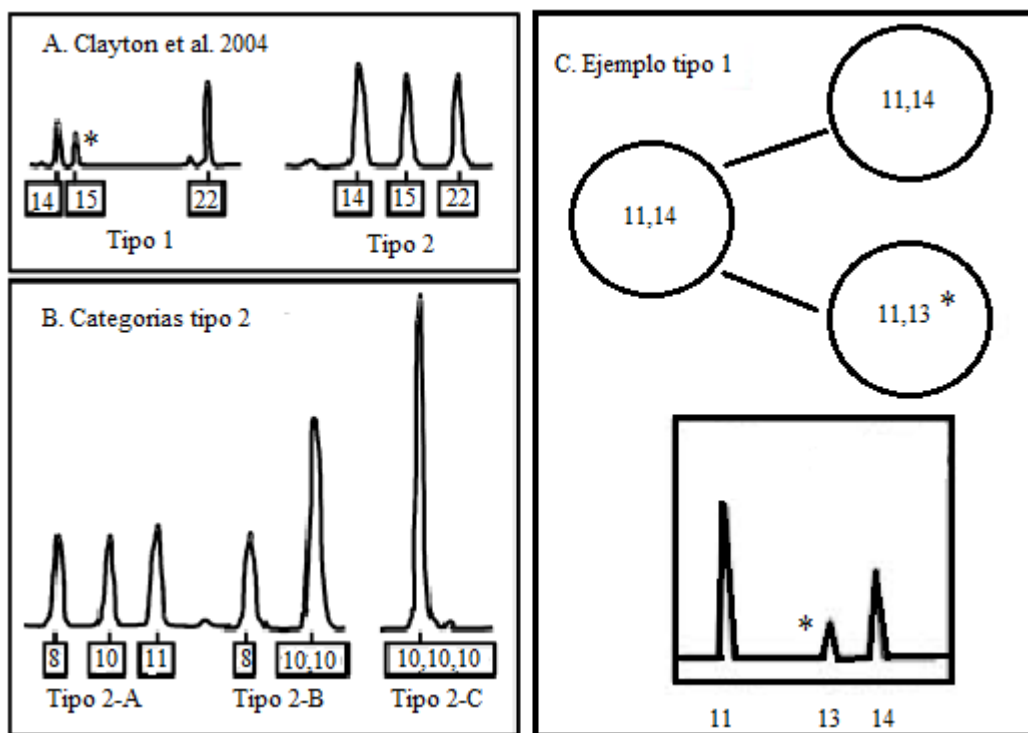 A. Clayton et al. 2004
*
14 15 22
Tipo 1
14 15 22
Tipo 2
B. Categorias tipo 2
8 10 11
Tipo 2-A
8 10,10
Tipo 2-B
10,10,10
Tipo 2-C
C. Ejemplo tipo 1
11,14
11,14
11,13 *
*
11 13 14